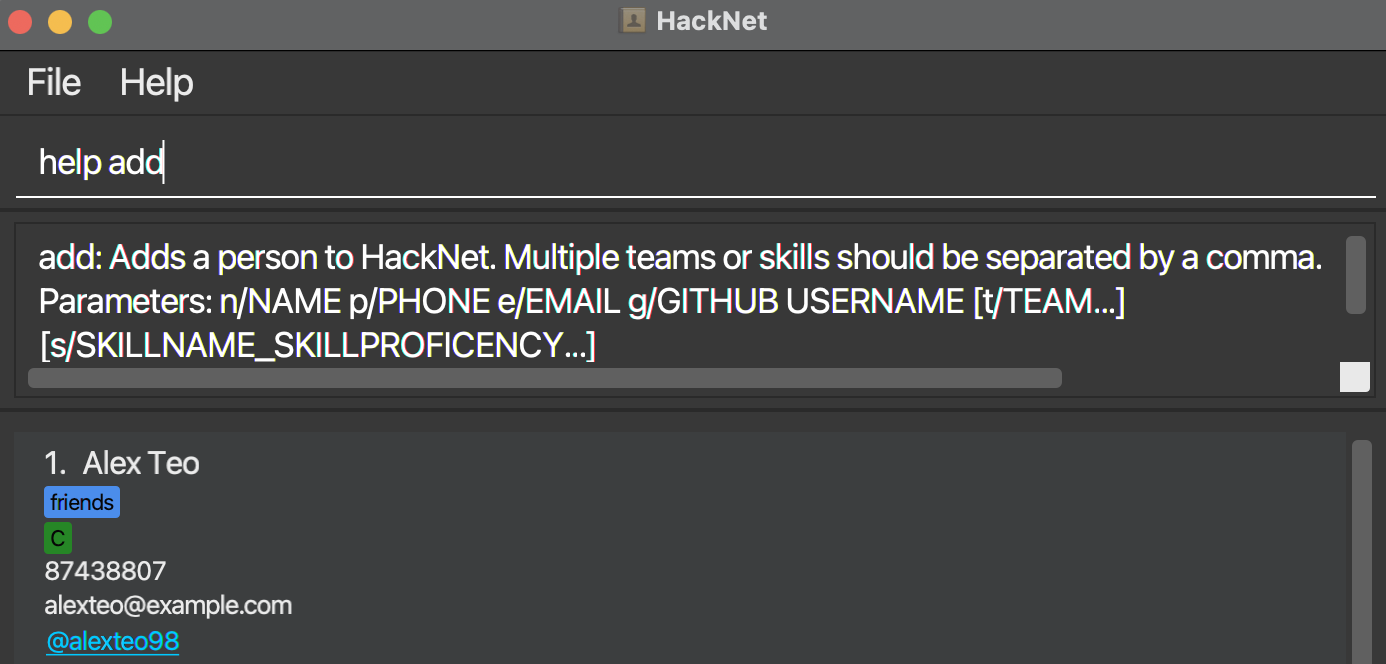 HackNet
File Help
help add
add: Adds a person to HackNet. Multiple teams or skills should be separated by a comma.
Parameters: n/NAME p/PHONE e/EMAIL g/GITHUB USERNAME [t/TEAM...]
[s/SKILLNAME_SKILLPROFICENCY...]
1. Alex Teo
friends
C
87438807
alexteo@example.com
@alexteo98